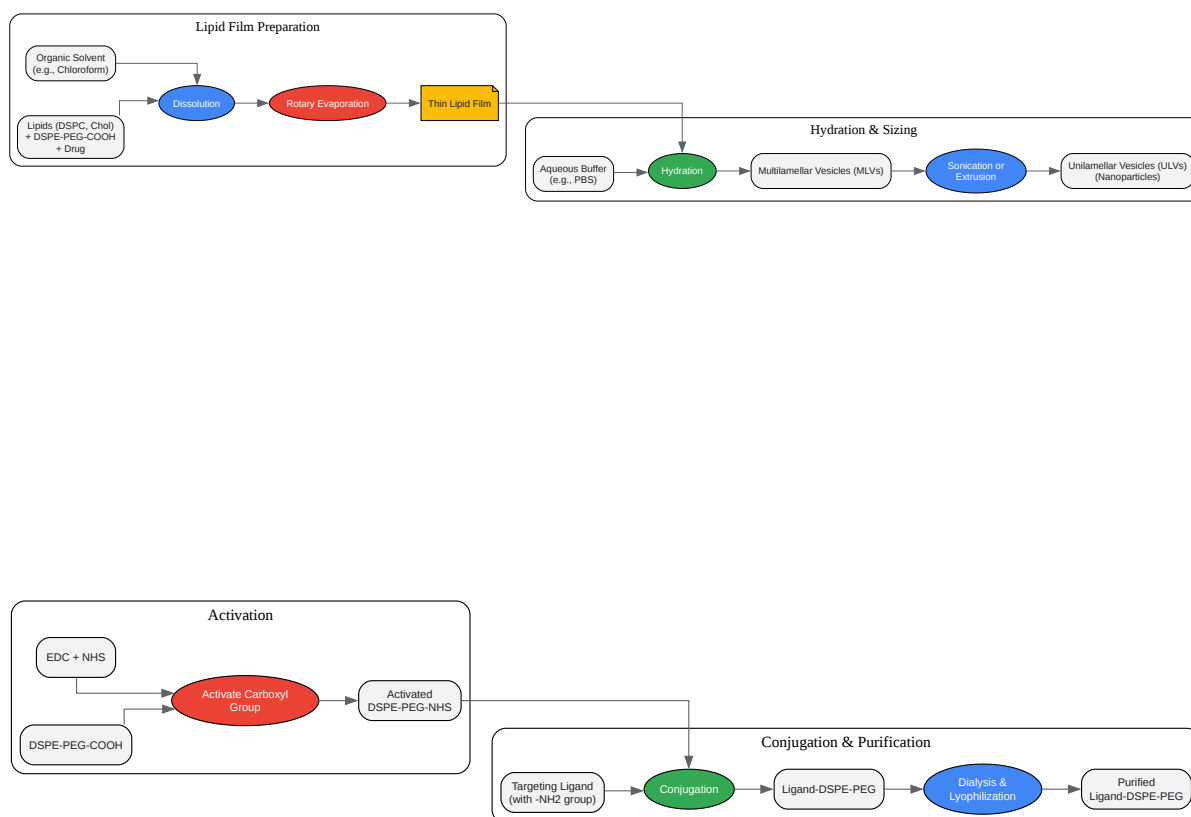 Lipid Film Preparation
Organic Solvent
(e.g., Chloroform)
Lipids (DSPC, Chol)
+ DSPE-PEG-COOH
+ Drug
Dissolution
Rotary Evaporation
Thin Lipid Film
Hydration & Sizing
Aqueous Buffer
(e.g., PBS)
Hydration
Multilamellar Vesicles (MLVs)
Sonication or
Extrusion
Unilamellar Vesicles (ULVs)
(Nanoparticles)
Activation
EDC + NHS
DSPE-PEG-COOH
Activate Carboxyl
Group
Activated
DSPE-PEG-NHS
Conjugation & Purification
Targeting Ligand
(with -NH2 group)
Conjugation
Ligand-DSPE-PEG
Dialysis &
Lyophilization
Purified
Ligand-DSPE-PEG